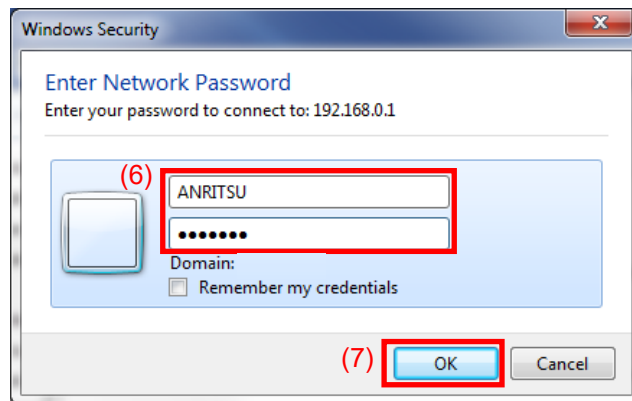 Windows Security
Enter Network Password
Enter your password to connect to: 192.168.0.1
(6)
ANRITSU
•••••••
Domain:
Remember my credentials
(7)
OK
Cancel